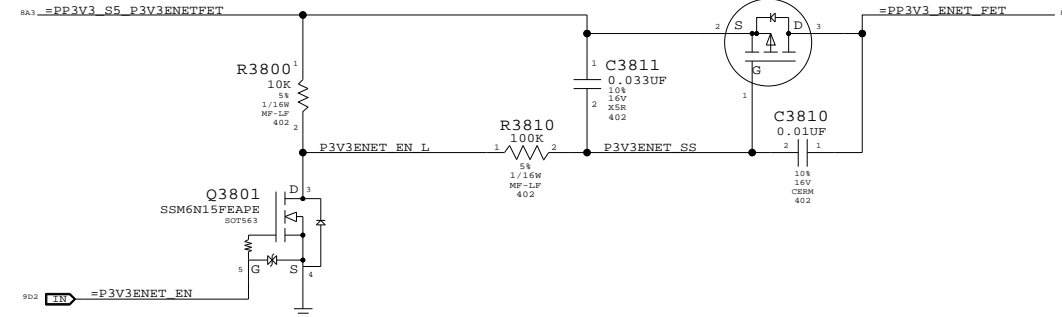 8A3 =PP3V3_S5_P3V3ENETFET
=PP3V3_ENET_FET
2 S D 3
G
1
R3800 1
10K
5%
1/16W
MF-LF
402
2
1 C3811
0.033UF
10%
16V
2 X5R
402
C3810
0.01UF
2 1
10%
16V
CERM
402
R3810
100K
1 2
5%
1/16W
MF-LF
402
P3V3ENET_EN_L
P3V3ENET_SS
Q3801
SSM6N15FEAPE
SOT563
D 3
5 G S 4
9D2 IN =P3V3ENET_EN